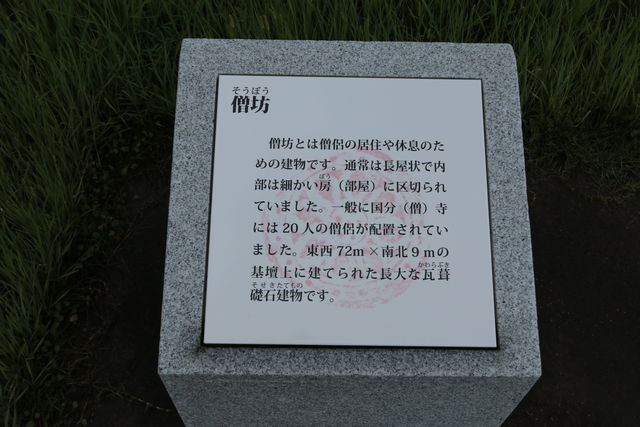 そうぼう
僧坊
僧坊とは僧侶の居住や休息のた
めの建物です。通常は長屋状で内
ぼう
部は細かい房（部屋）に区切られ
ていました。一般に国分（僧）寺
には20人の僧侶が配置されてい
ました。東西72m×南北9mの
かわらぶき
基壇上に建てられた長大な瓦葺
そせきたてもの
礎石建物です。